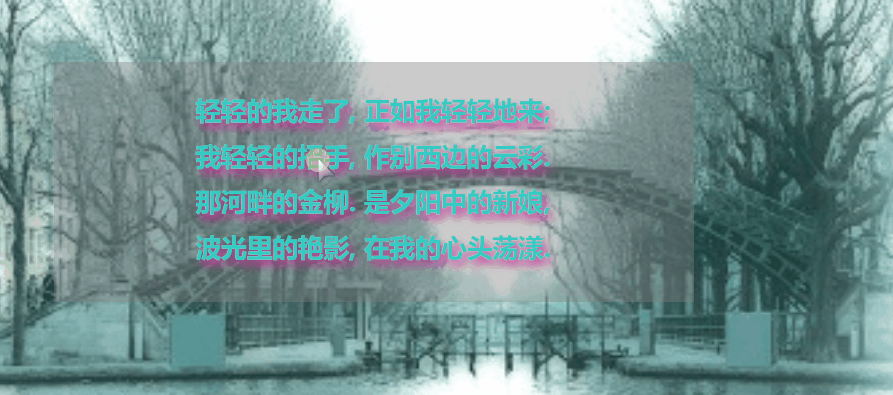 轻轻的我走了, 正如我轻轻地来;
我轻轻的招手, 作别西边的云彩.
那河畔的金柳. 是夕阳中的新娘,
波光里的艳影, 在我的心头荡漾.